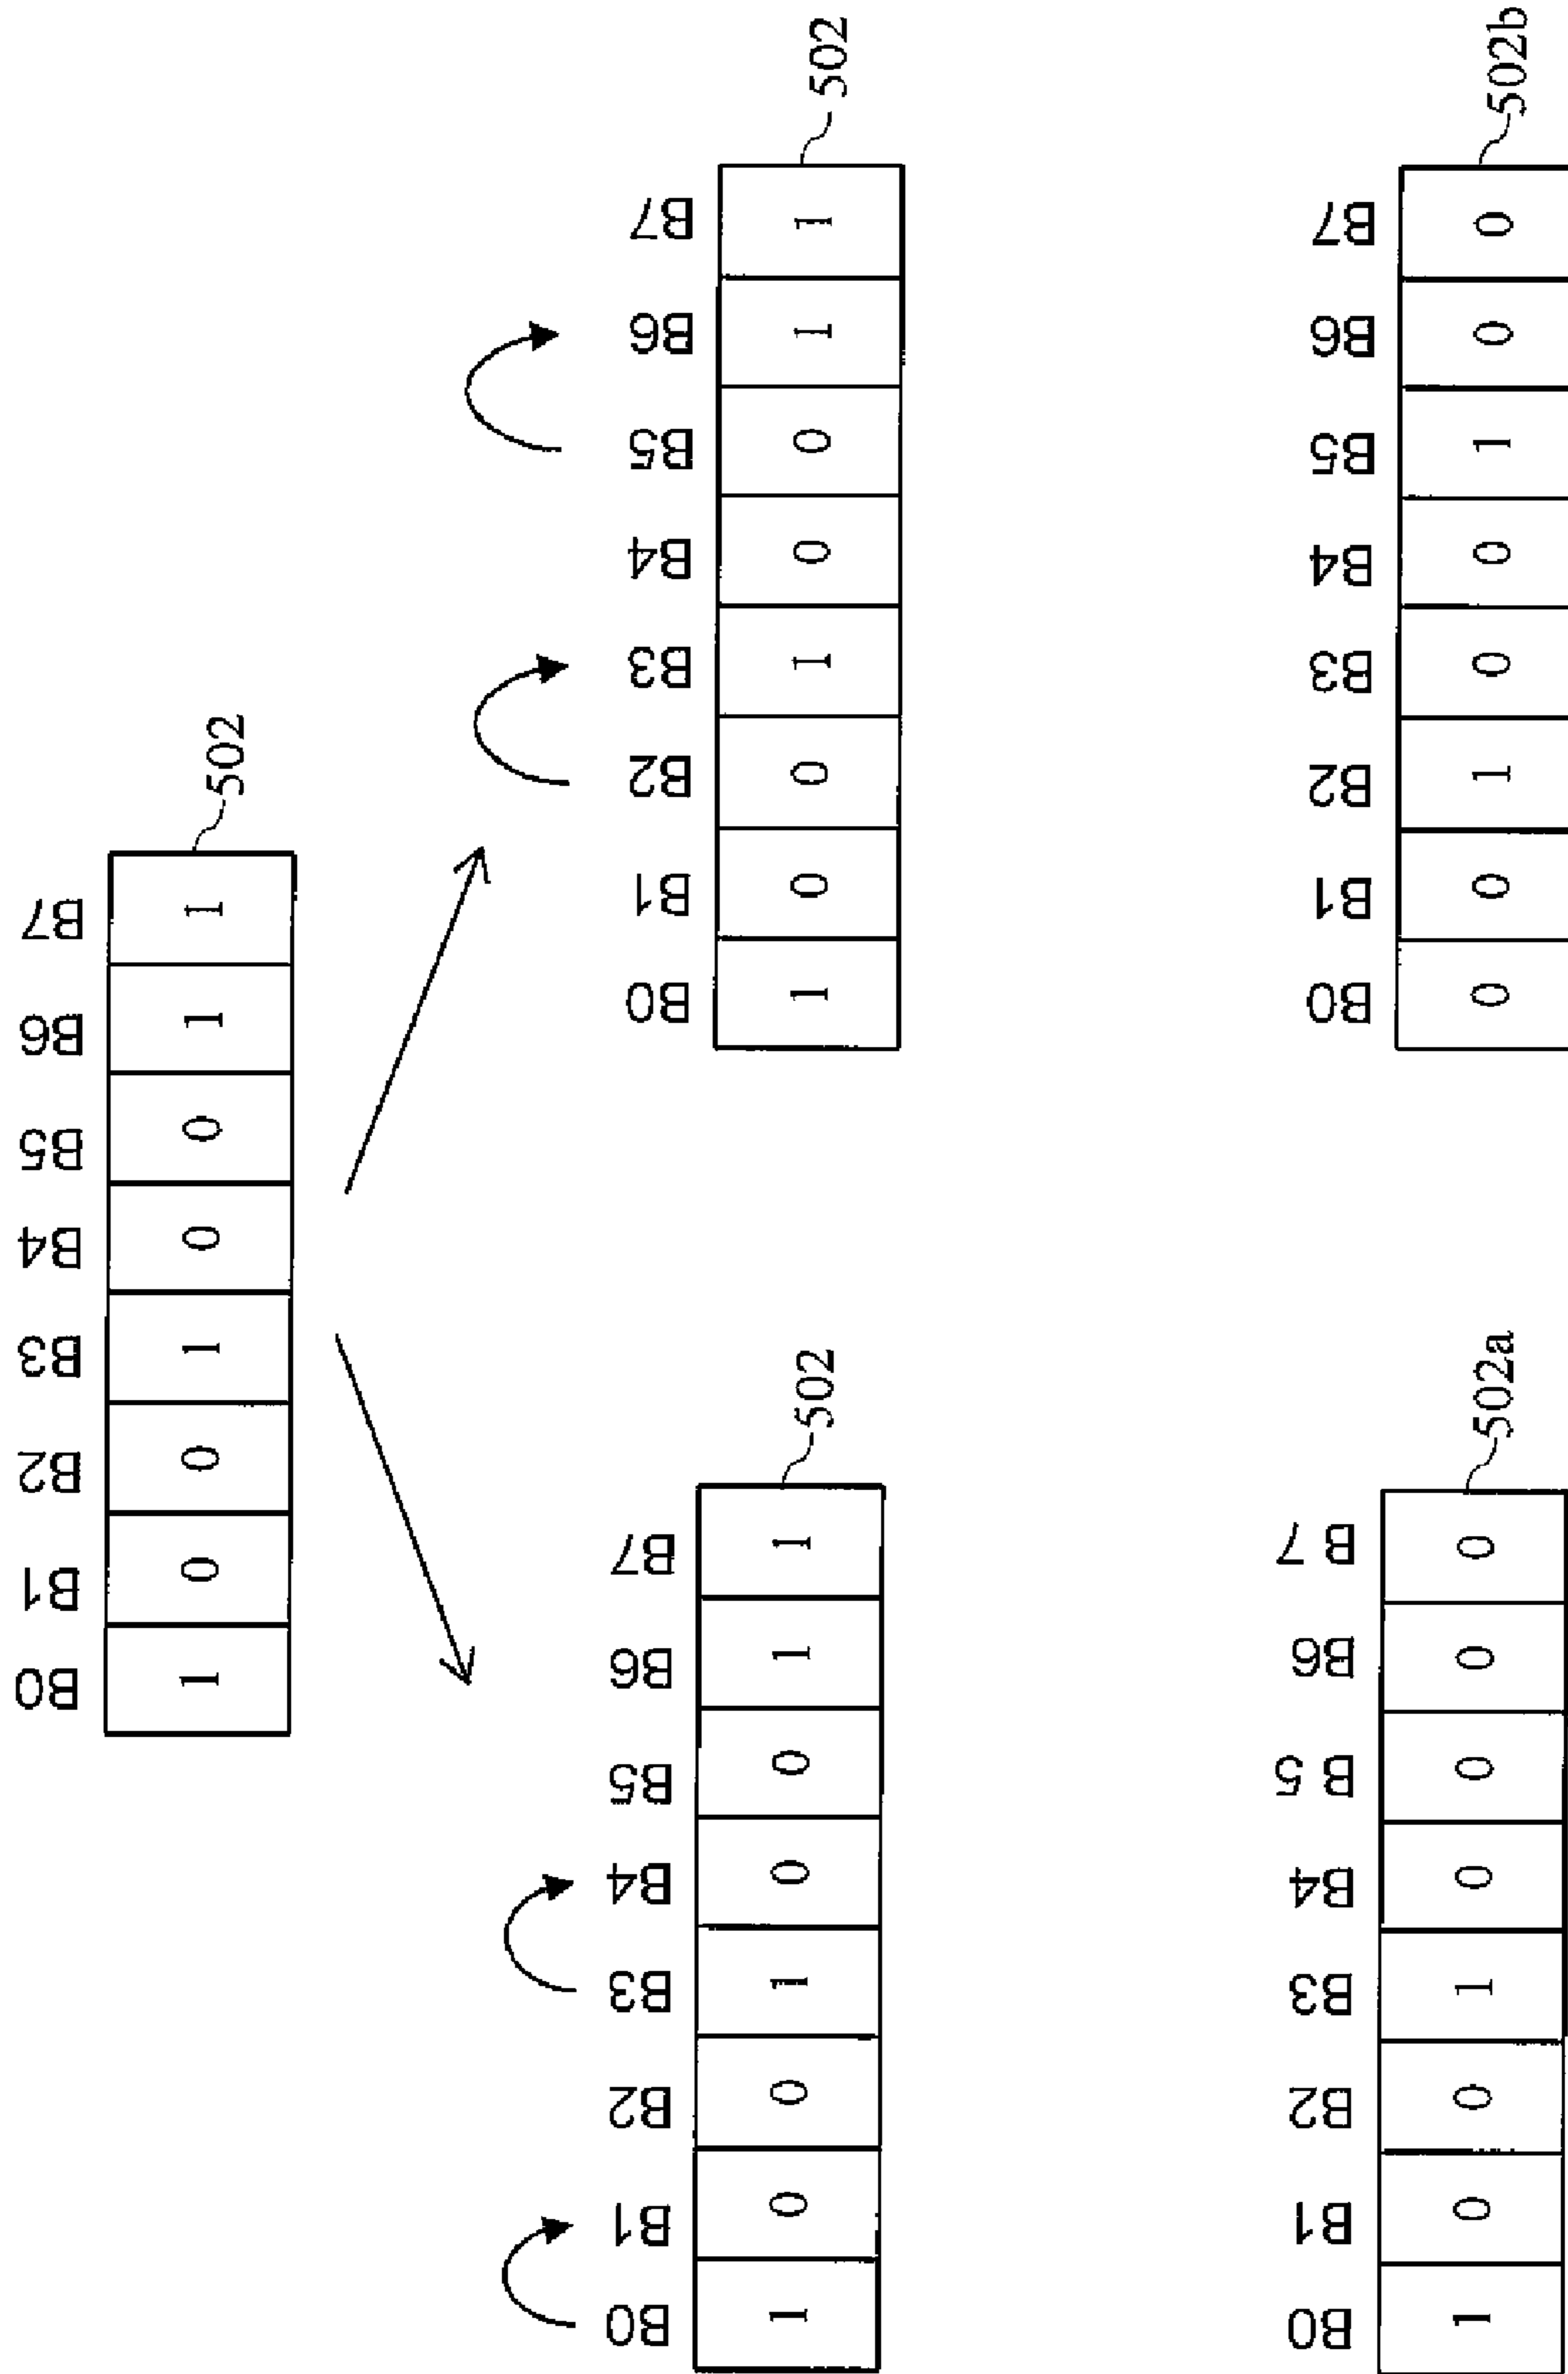 B0 B1 B2 B3 B4 B5 B6 B7
1 0 0 1 0 0 1 1
502
B0 B1 B2 B3 B4 B5 B6 B7
1 0 0 1 0 0 1 1
502
B0 B1 B2 B3 B4 B5 B6 B7
1 0 0 1 0 0 1 1
502
B0 B1 B2 B3 B4 B 5 B6 B 7
1 0 0 1 0 0 0 0
502a
B0 B1 B2 B3 B4 B5 B6 B7
0 0 1 0 0 1 0 0
502b